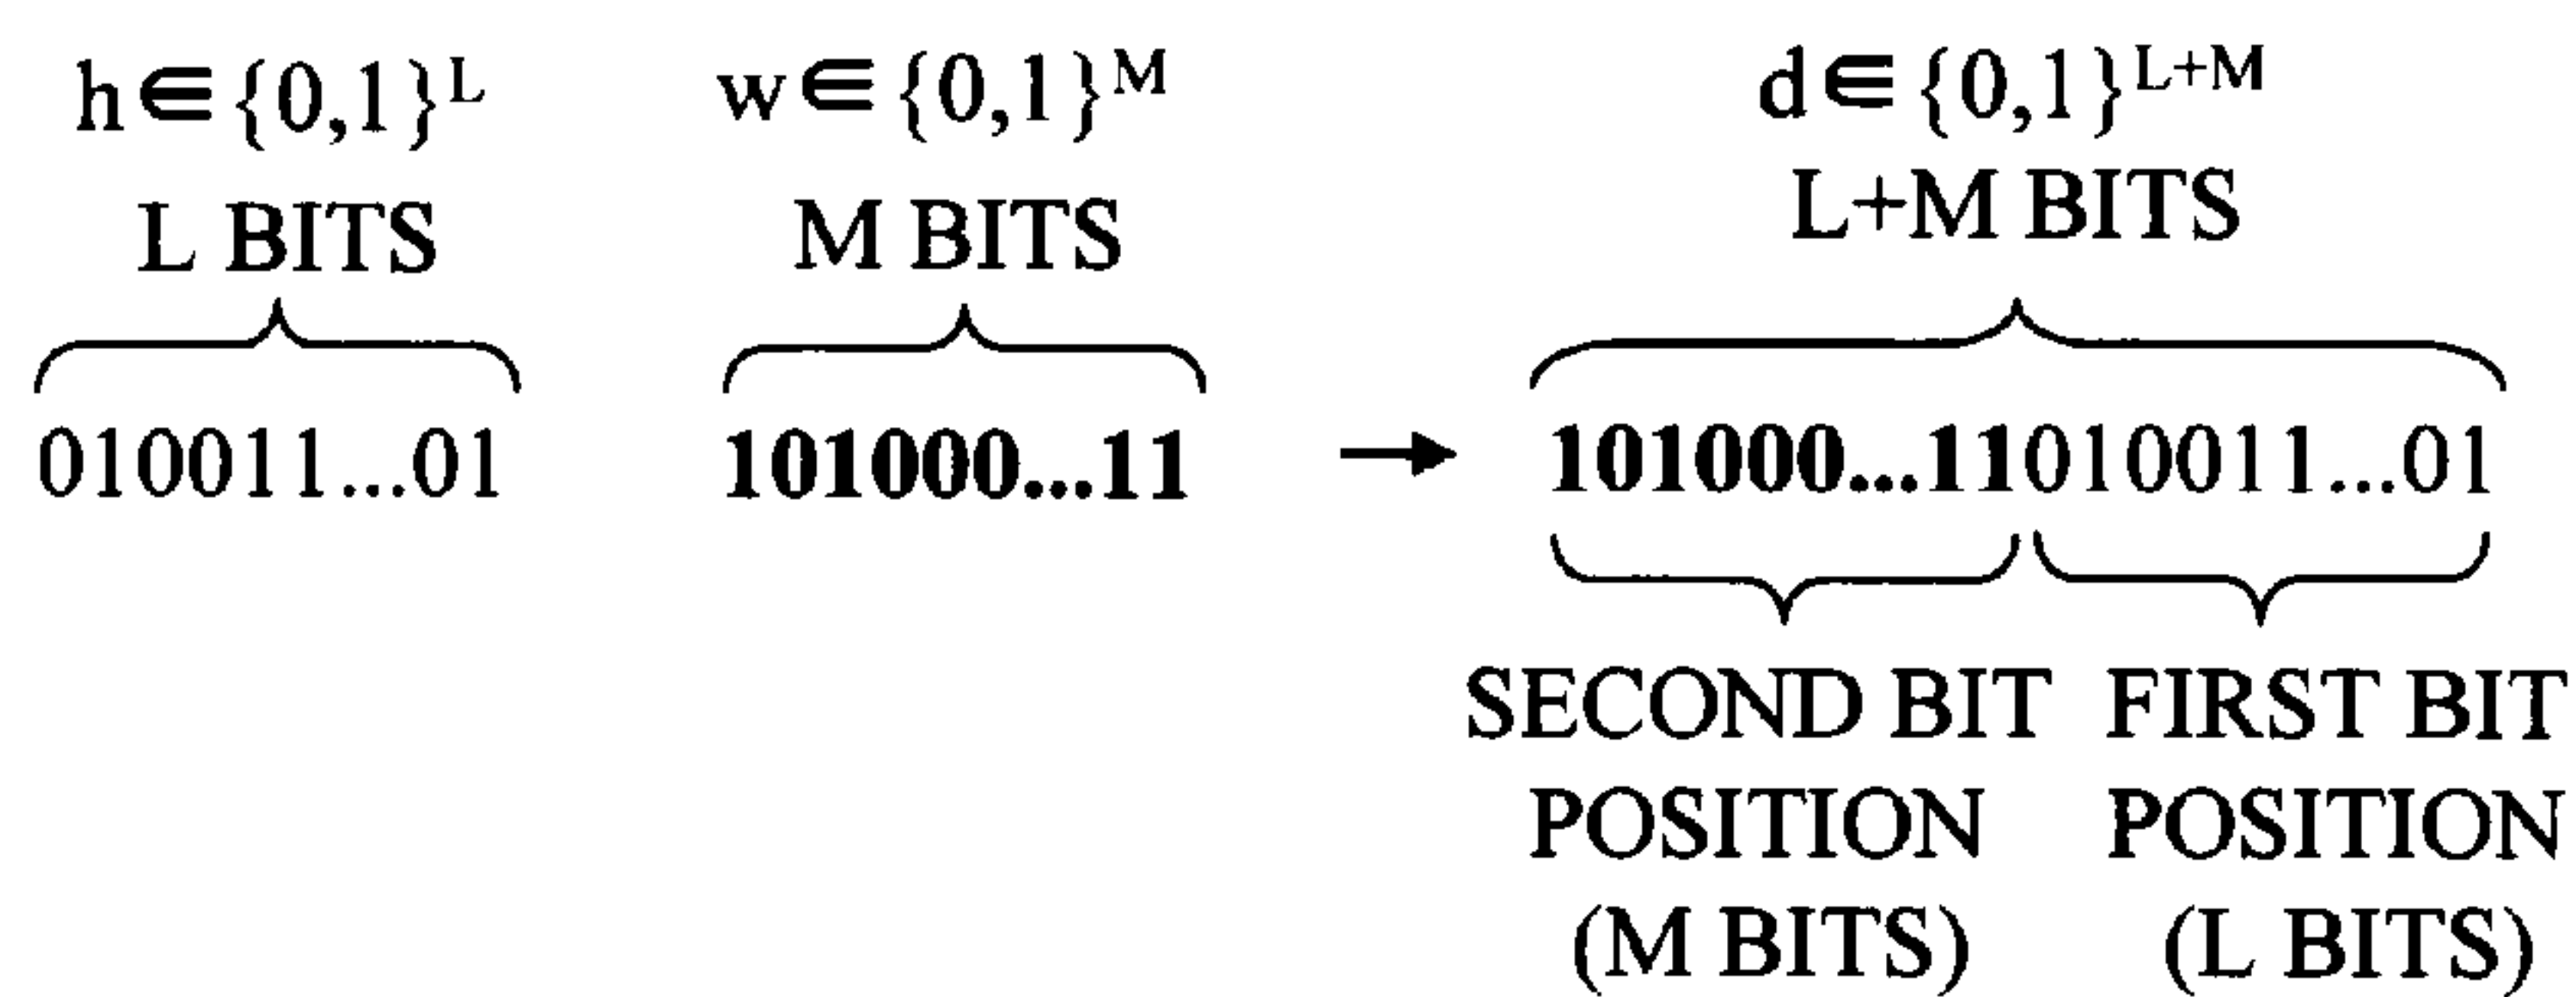 h∈{0,1}^L w∈{0,1}^M d∈{0,1}^{L+M}
L BITS M BITS L+M BITS
010011...01 101000...11 → 101000...11010011...01
SECOND BIT FIRST BIT
POSITION POSITION
(M BITS) (L BITS)